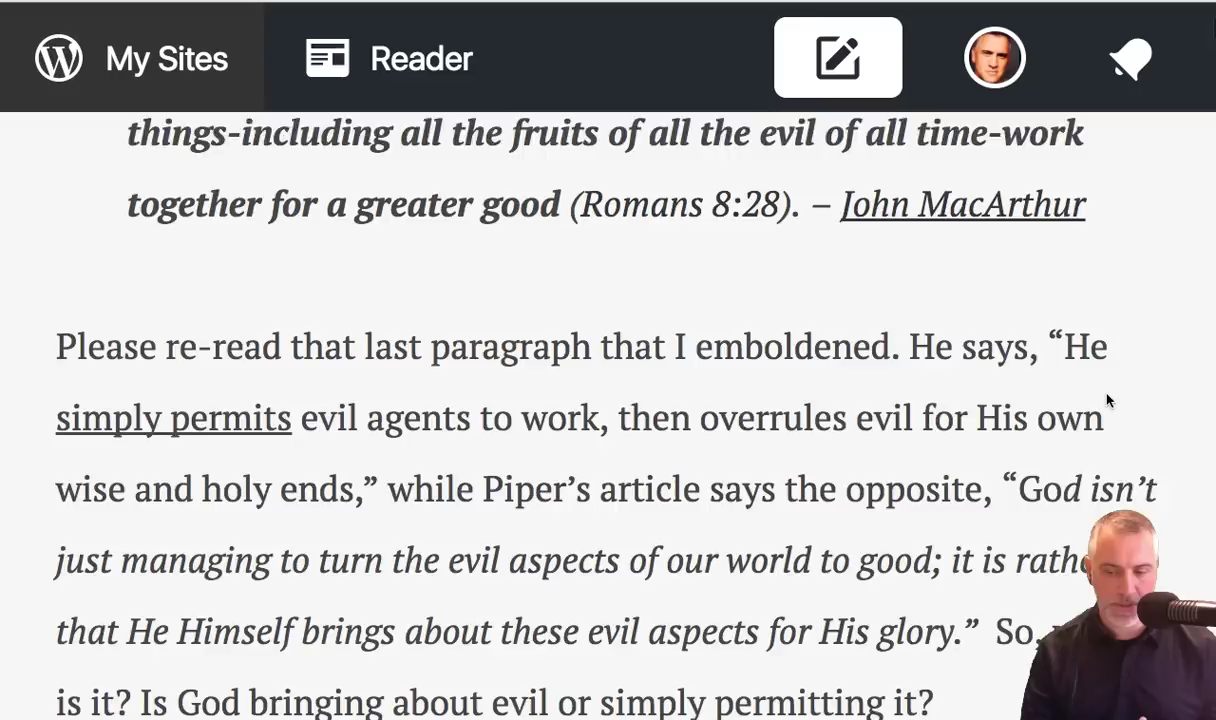 My Sites
Reader
things-including all the fruits of all the evil of all time-work
together for a greater good (Romans 8:28). – John MacArthur
Please re-read that last paragraph that I emboldened. He says, “He
simply permits evil agents to work, then overrules evil for His own
wise and holy ends,” while Piper’s article says the opposite, “God isn’t
just managing to turn the evil aspects of our world to good; it is
that He Himself brings about these evil aspects for His glory.” So,
is it? Is God bringing about evil or simply permitting it?